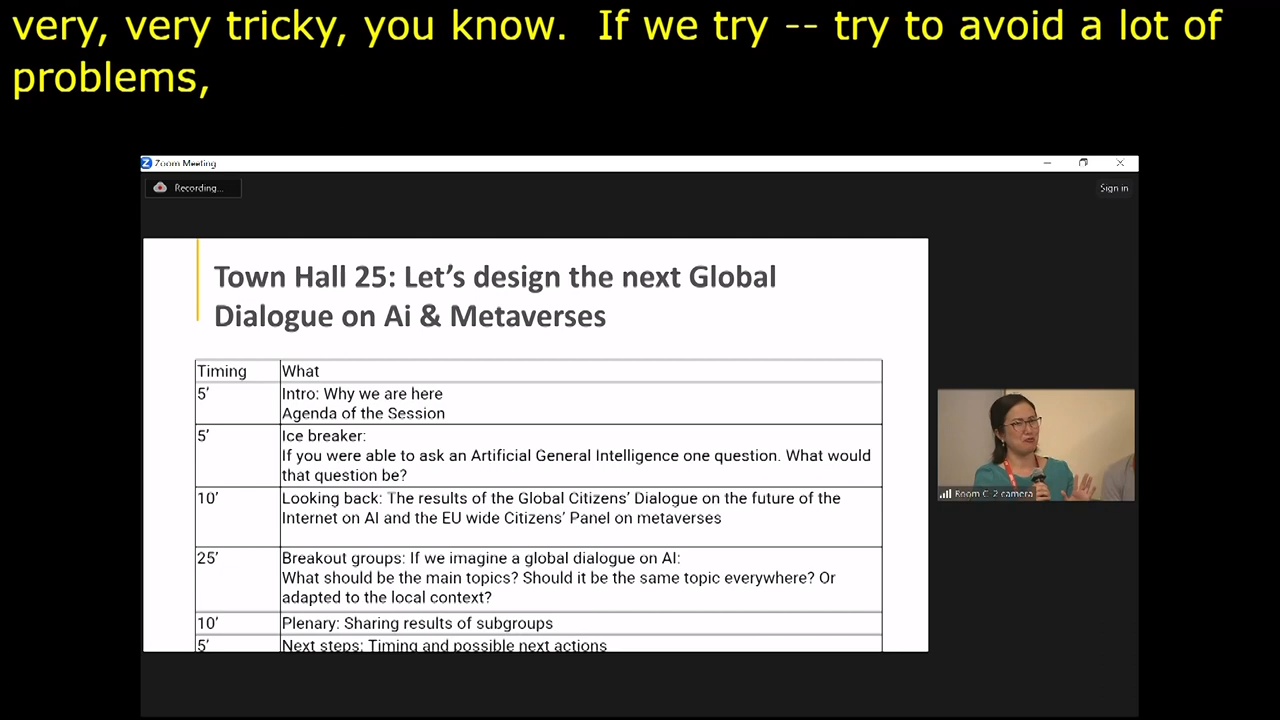 very, very tricky, you know.  If we try -- try to avoid a lot of
problems,
Zoom Meeting
Recording...
Sign in
Town Hall 25: Let's design the next Global
Dialogue on Ai & Metaverses
Timing What
5' Intro: Why we are here
Agenda of the Session
5' Ice breaker:
If you were able to ask an Artificial General Intelligence one question. What would
that question be?
10' Looking back: The results of the Global Citizens' Dialogue on the future of the
Internet on AI and the EU wide Citizens' Panel on metaverses
25' Breakout groups: If we imagine a global dialogue on AI:
What should be the main topics? Should it be the same topic everywhere? Or
adapted to the local context?
10' Plenary: Sharing results of subgroups
5' Next steps: Timing and possible next actions
Room C. 2 camera